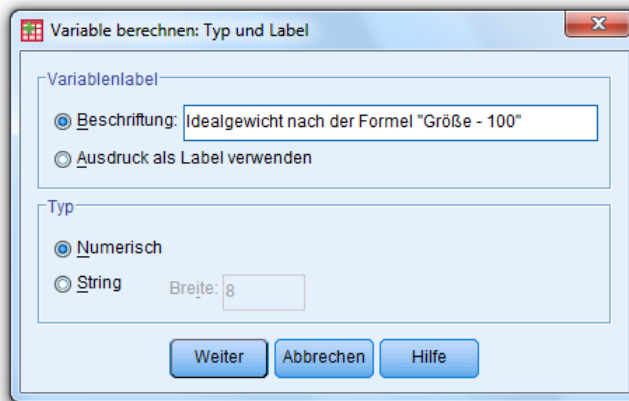 Variable berechnen: Typ und Label
Variablenlabel
Beschriftung: Idealgewicht nach der Formel "Größe - 100"
Ausdruck als Label verwenden
Typ
Numerisch
String Breite: 8
Weiter Abbrechen Hilfe